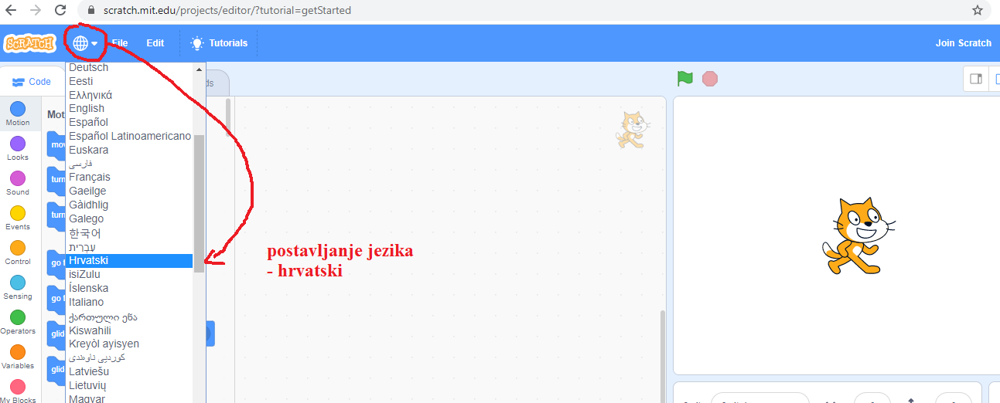 scratch.mit.edu/projects/editor/?tutorial=getStarted
SCRATCH File Edit Tutorials Join Scratch
Code
Deutsch
Eesti
Ελληνικά
English
Español
Español Latinoamericano
Euskara
فارسی
Français
Gaeilge
Gàidhlig
Galego
한국어
עִבְרִית
Hrvatski
isiZulu
Íslenska
Italiano
ქართული ენა
Kiswahili
Kreyòl ayisyen
کوردیی ناوەندی
Latviešu
Lietuvių
Magyar
Motion
Looks
Sound
Events
Control
Sensing
Operators
Variables
My Blocks
Mot
mov
turn
turn
go t
go t
glid
glid
postavljanje jezika
- hrvatski